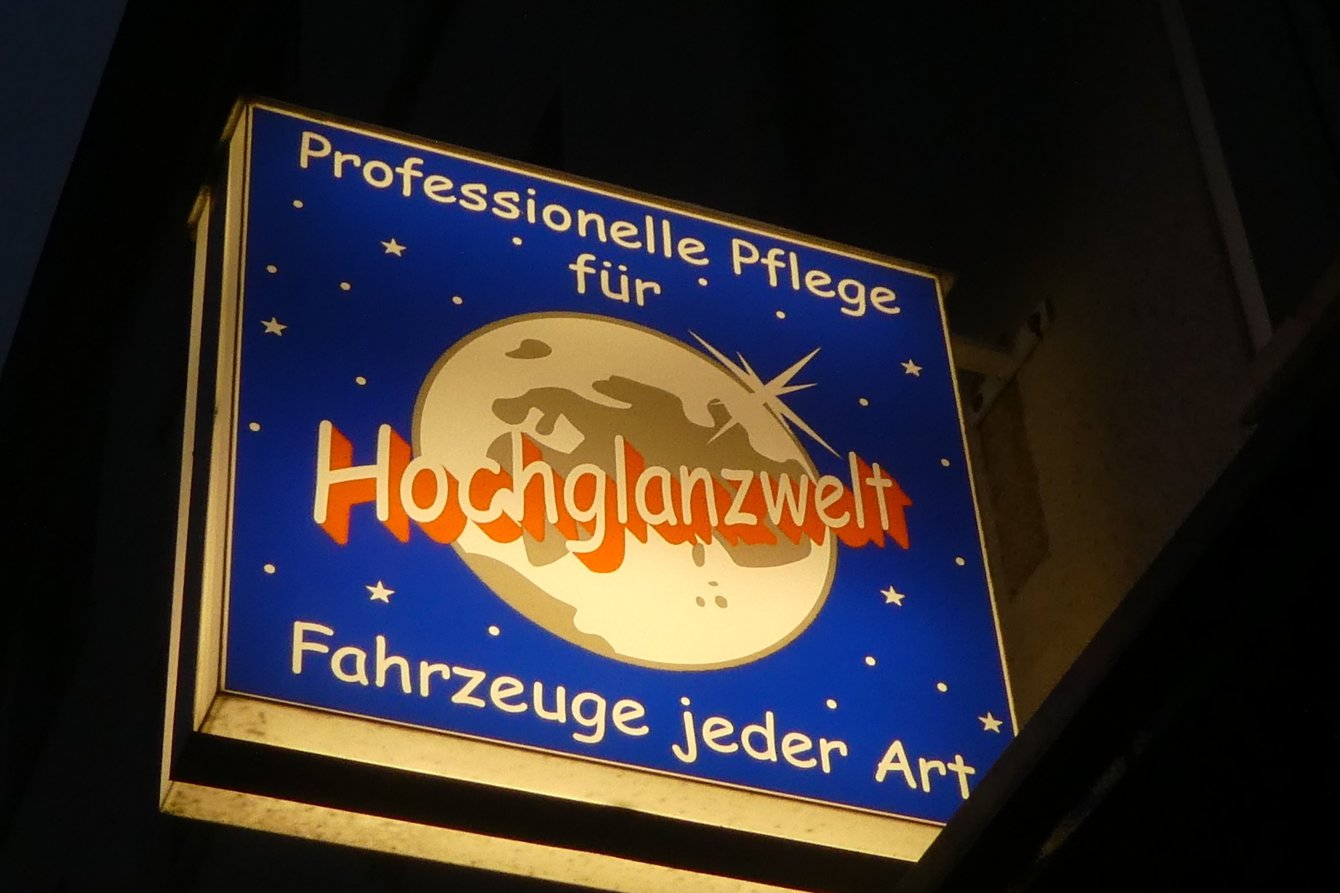 Professionelle Pflege
für
Hochglanzwelt
Fahrzeuge jeder Art